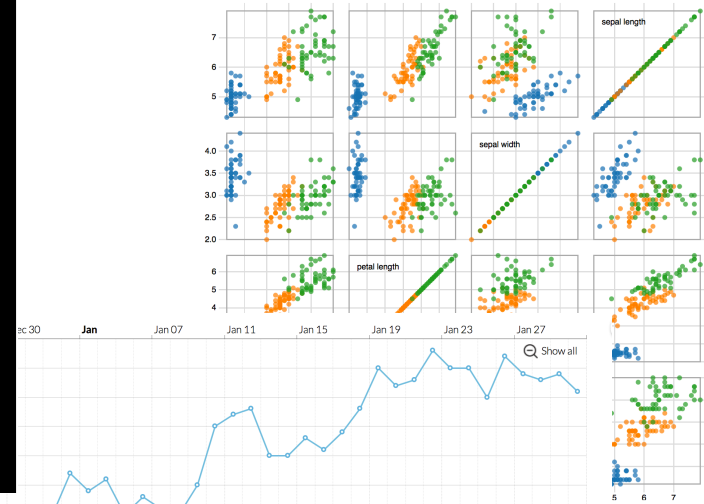 sepal length
7
6
5
sepal width
4.0
3.5
3.0
2.5
2.0
petal length
6
5
4
ec 30
Jan
Jan 07
Jan 11
Jan 15
Jan 19
Jan 23
Jan 27
Show all
5
6
7